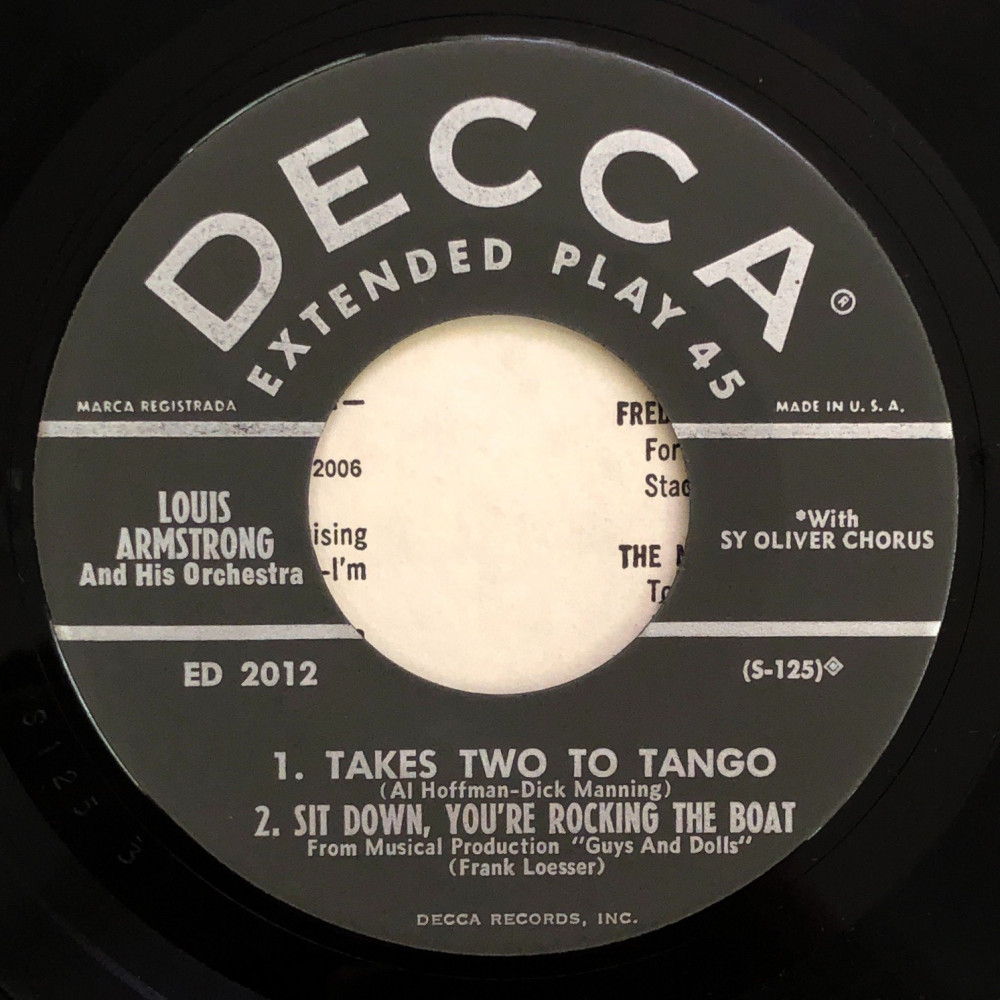 DECCA®
EXTENDED PLAY 45
MARCA REGISTRADA
MADE IN U. S. A.
LOUIS
ARMSTRONG
And His Orchestra
*With
SY OLIVER CHORUS
2006
ising
-I'm
For
THE
ED 2012
(S-125)
1. TAKES TWO TO TANGO
(Al Hoffman-Dick Manning)
2. SIT DOWN, YOU'RE ROCKING THE BOAT
From Musical Production "Guys And Dolls"
(Frank Loesser)
DECCA RECORDS, INC.
S 125 3